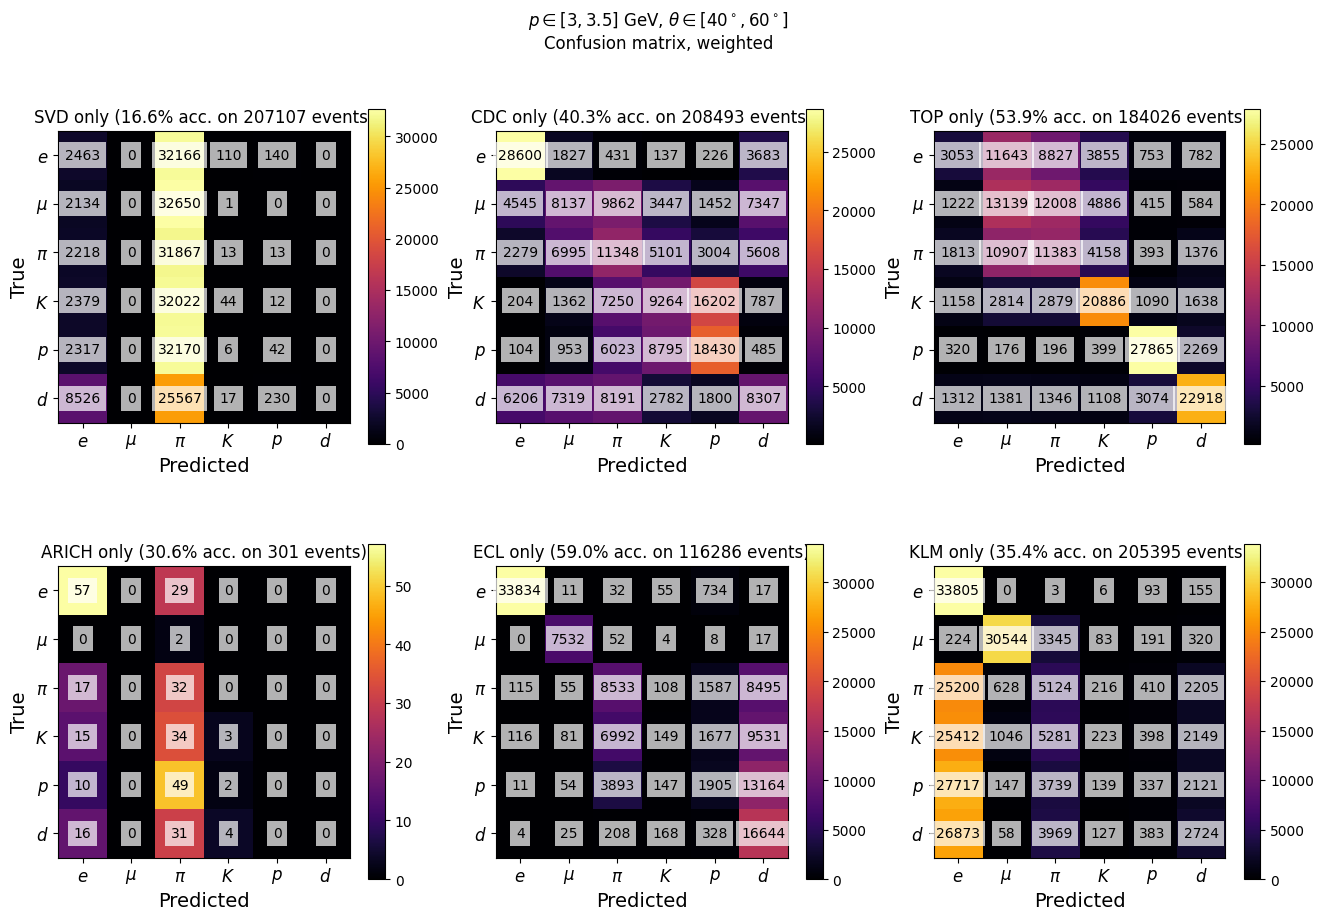 p ∈ [3, 3.5] GeV, θ ∈ [40°, 60°]
Confusion matrix, weighted
SVD only (16.6% acc. on 207107 events
True
e 2463 0 32166 110 140 0
μ 2134 0 32650 1 0 0
π 2218 0 31867 13 13 0
K 2379 0 32022 44 12 0
p 2317 0 32170 6 42 0
d 8526 0 25567 17 230 0
e μ π K p d
Predicted
30000
25000
20000
15000
10000
5000
0
CDC only (40.3% acc. on 208493 events
True
e 28600 1827 431 137 226 3683
μ 4545 8137 9862 3447 1452 7347
π 2279 6995 11348 5101 3004 5608
K 204 1362 7250 9264 16202 787
p 104 953 6023 8795 18430 485
d 6206 7319 8191 2782 1800 8307
e μ π K p d
Predicted
25000
20000
15000
10000
5000
TOP only (53.9% acc. on 184026 events
True
e 3053 11643 8827 3855 753 782
μ 1222 13139 12008 4886 415 584
π 1813 10907 11383 4158 393 1376
K 1158 2814 2879 20886 1090 1638
p 320 176 196 399 27865 2269
d 1312 1381 1346 1108 3074 22918
e μ π K p d
Predicted
25000
20000
15000
10000
5000
ARICH only (30.6% acc. on 301 events)
True
e 57 0 29 0 0 0
μ 0 0 2 0 0 0
π 17 0 32 0 0 0
K 15 0 34 3 0 0
p 10 0 49 2 0 0
d 16 0 31 4 0 0
e μ π K p d
Predicted
50
40
30
20
10
0
ECL only (59.0% acc. on 116286 events)
True
e 33834 11 32 55 734 17
μ 0 7532 52 4 8 17
π 115 55 8533 108 1587 8495
K 116 81 6992 149 1677 9531
p 11 54 3893 147 1905 13164
d 4 25 208 168 328 16644
e μ π K p d
Predicted
30000
25000
20000
15000
10000
5000
0
KLM only (35.4% acc. on 205395 events
True
e 33805 0 3 6 93 155
μ 224 30544 3345 83 191 320
π 25200 628 5124 216 410 2205
K 25412 1046 5281 223 398 2149
p 27717 147 3739 139 337 2121
d 26873 58 3969 127 383 2724
e μ π K p d
Predicted
30000
25000
20000
15000
10000
5000
0